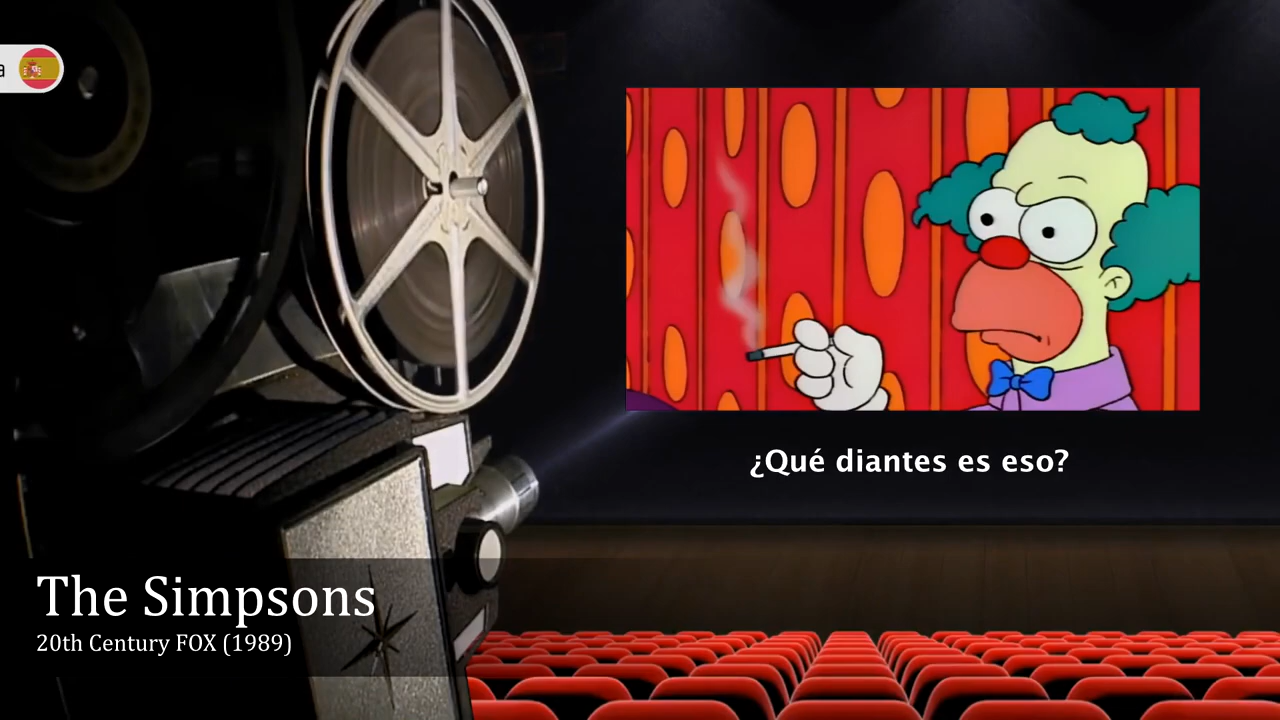 a
¿Qué diantes es eso?
The Simpsons
20th Century FOX (1989)